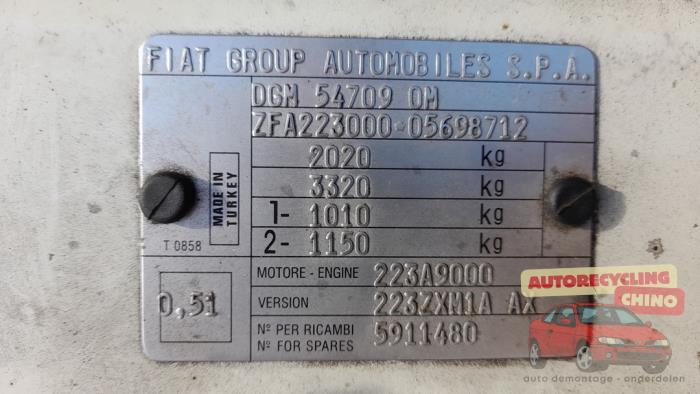 FIAT GROUP AUTOMOBILES S.P.A.
DGM 54709 OM
ZFA223000*05698712
2020 kg
3320 kg
1- 1010 kg
2- 1150 kg
MADE IN
TURKEY
T 0858
0,51
MOTORE - ENGINE 223A9000
VERSION 223ZXM1A AX
Nº PER RICAMBI
Nº FOR SPARES 5911480
AUTORECYCLING
CHINO
auto demontage - onderdelen